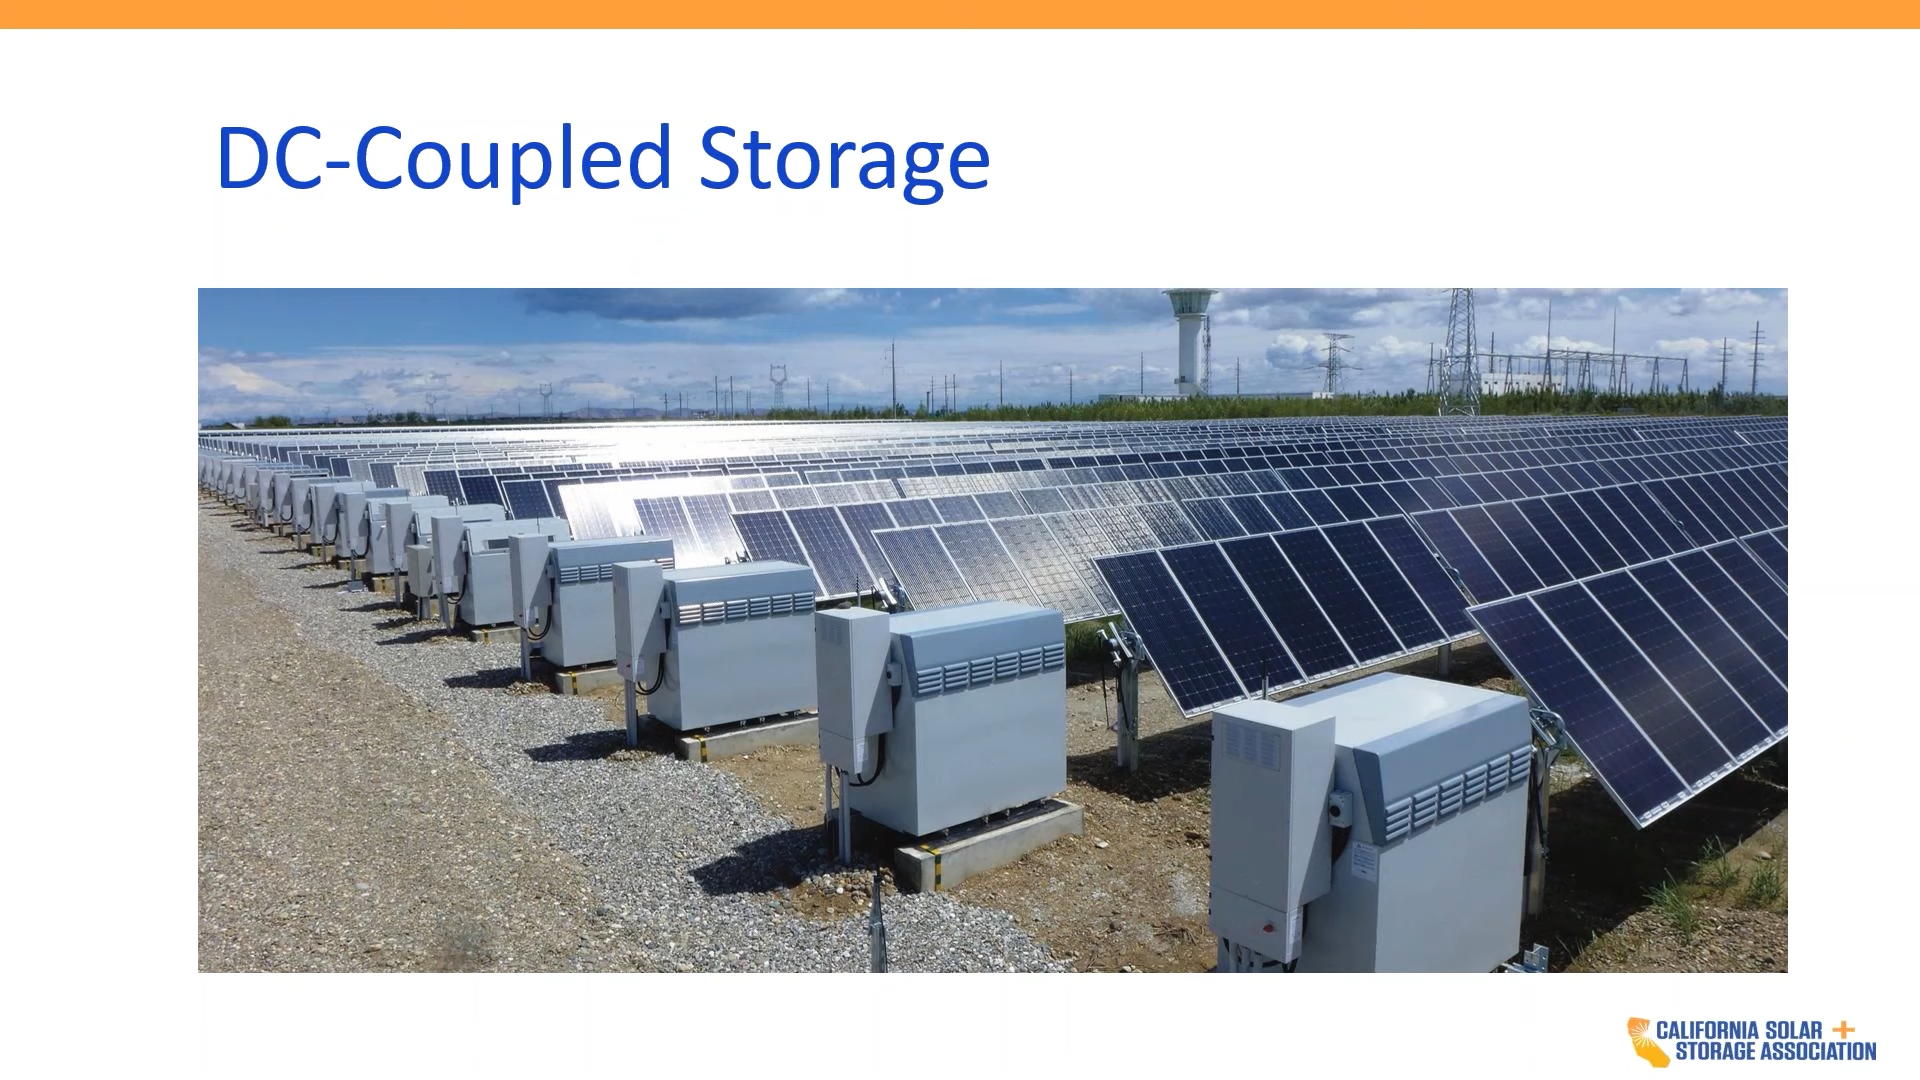 DC-Coupled Storage
CALIFORNIA SOLAR +
STORAGE ASSOCIATION